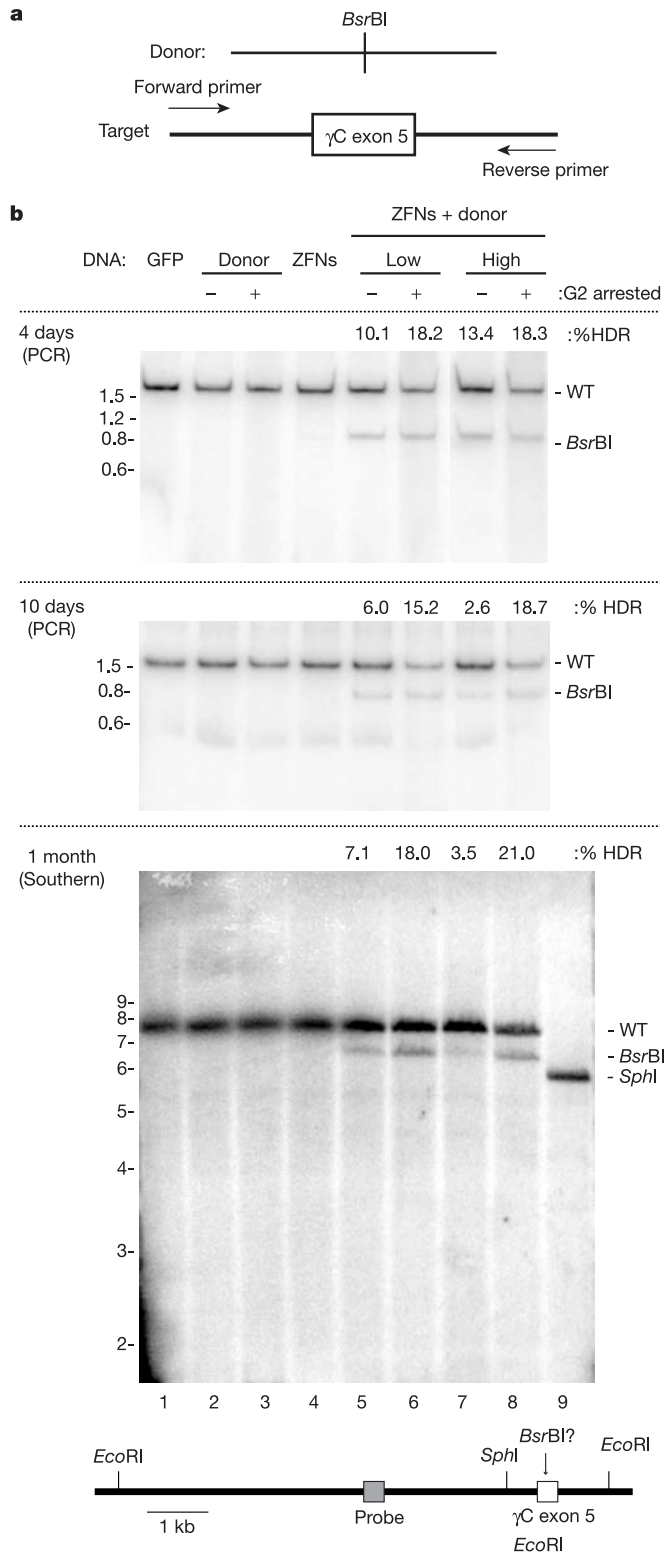 a
BsrBI
Donor:
Forward primer
Target
γC exon 5
Reverse primer
b
ZFNs + donor
DNA: GFP Donor ZFNs Low High
– + – + – + :G2 arrested
4 days (PCR)
10.1 18.2 13.4 18.3 :%HDR
1.5 -
1.2 -
0.8-
0.6-
- WT
- BsrBI
10 days (PCR)
6.0 15.2 2.6 18.7 :% HDR
1.5 -
0.8-
0.6-
- WT
- BsrBI
1 month (Southern)
7.1 18.0 3.5 21.0 :% HDR
9-
8-
7-
6-
5-
4-
3-
2-
- WT
- BsrBI
- SphI
1 2 3 4 5 6 7 8 9
EcoRI
SphI
BsrBI?
EcoRI
1 kb
Probe
γC exon 5
EcoRI